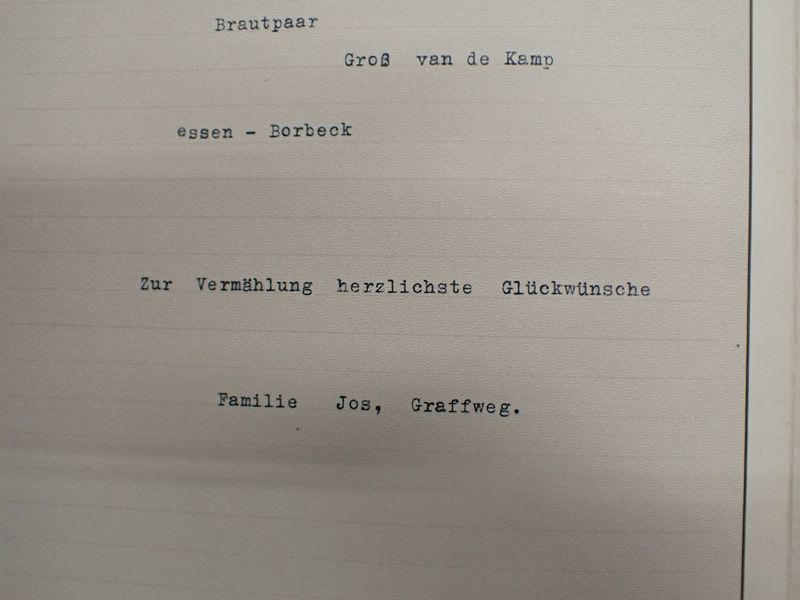 Brautpaar
Groß van de Kamp
essen - Borbeck
Zur Vermählung herzlichste Glückwünsche
Familie Jos, Graffweg.